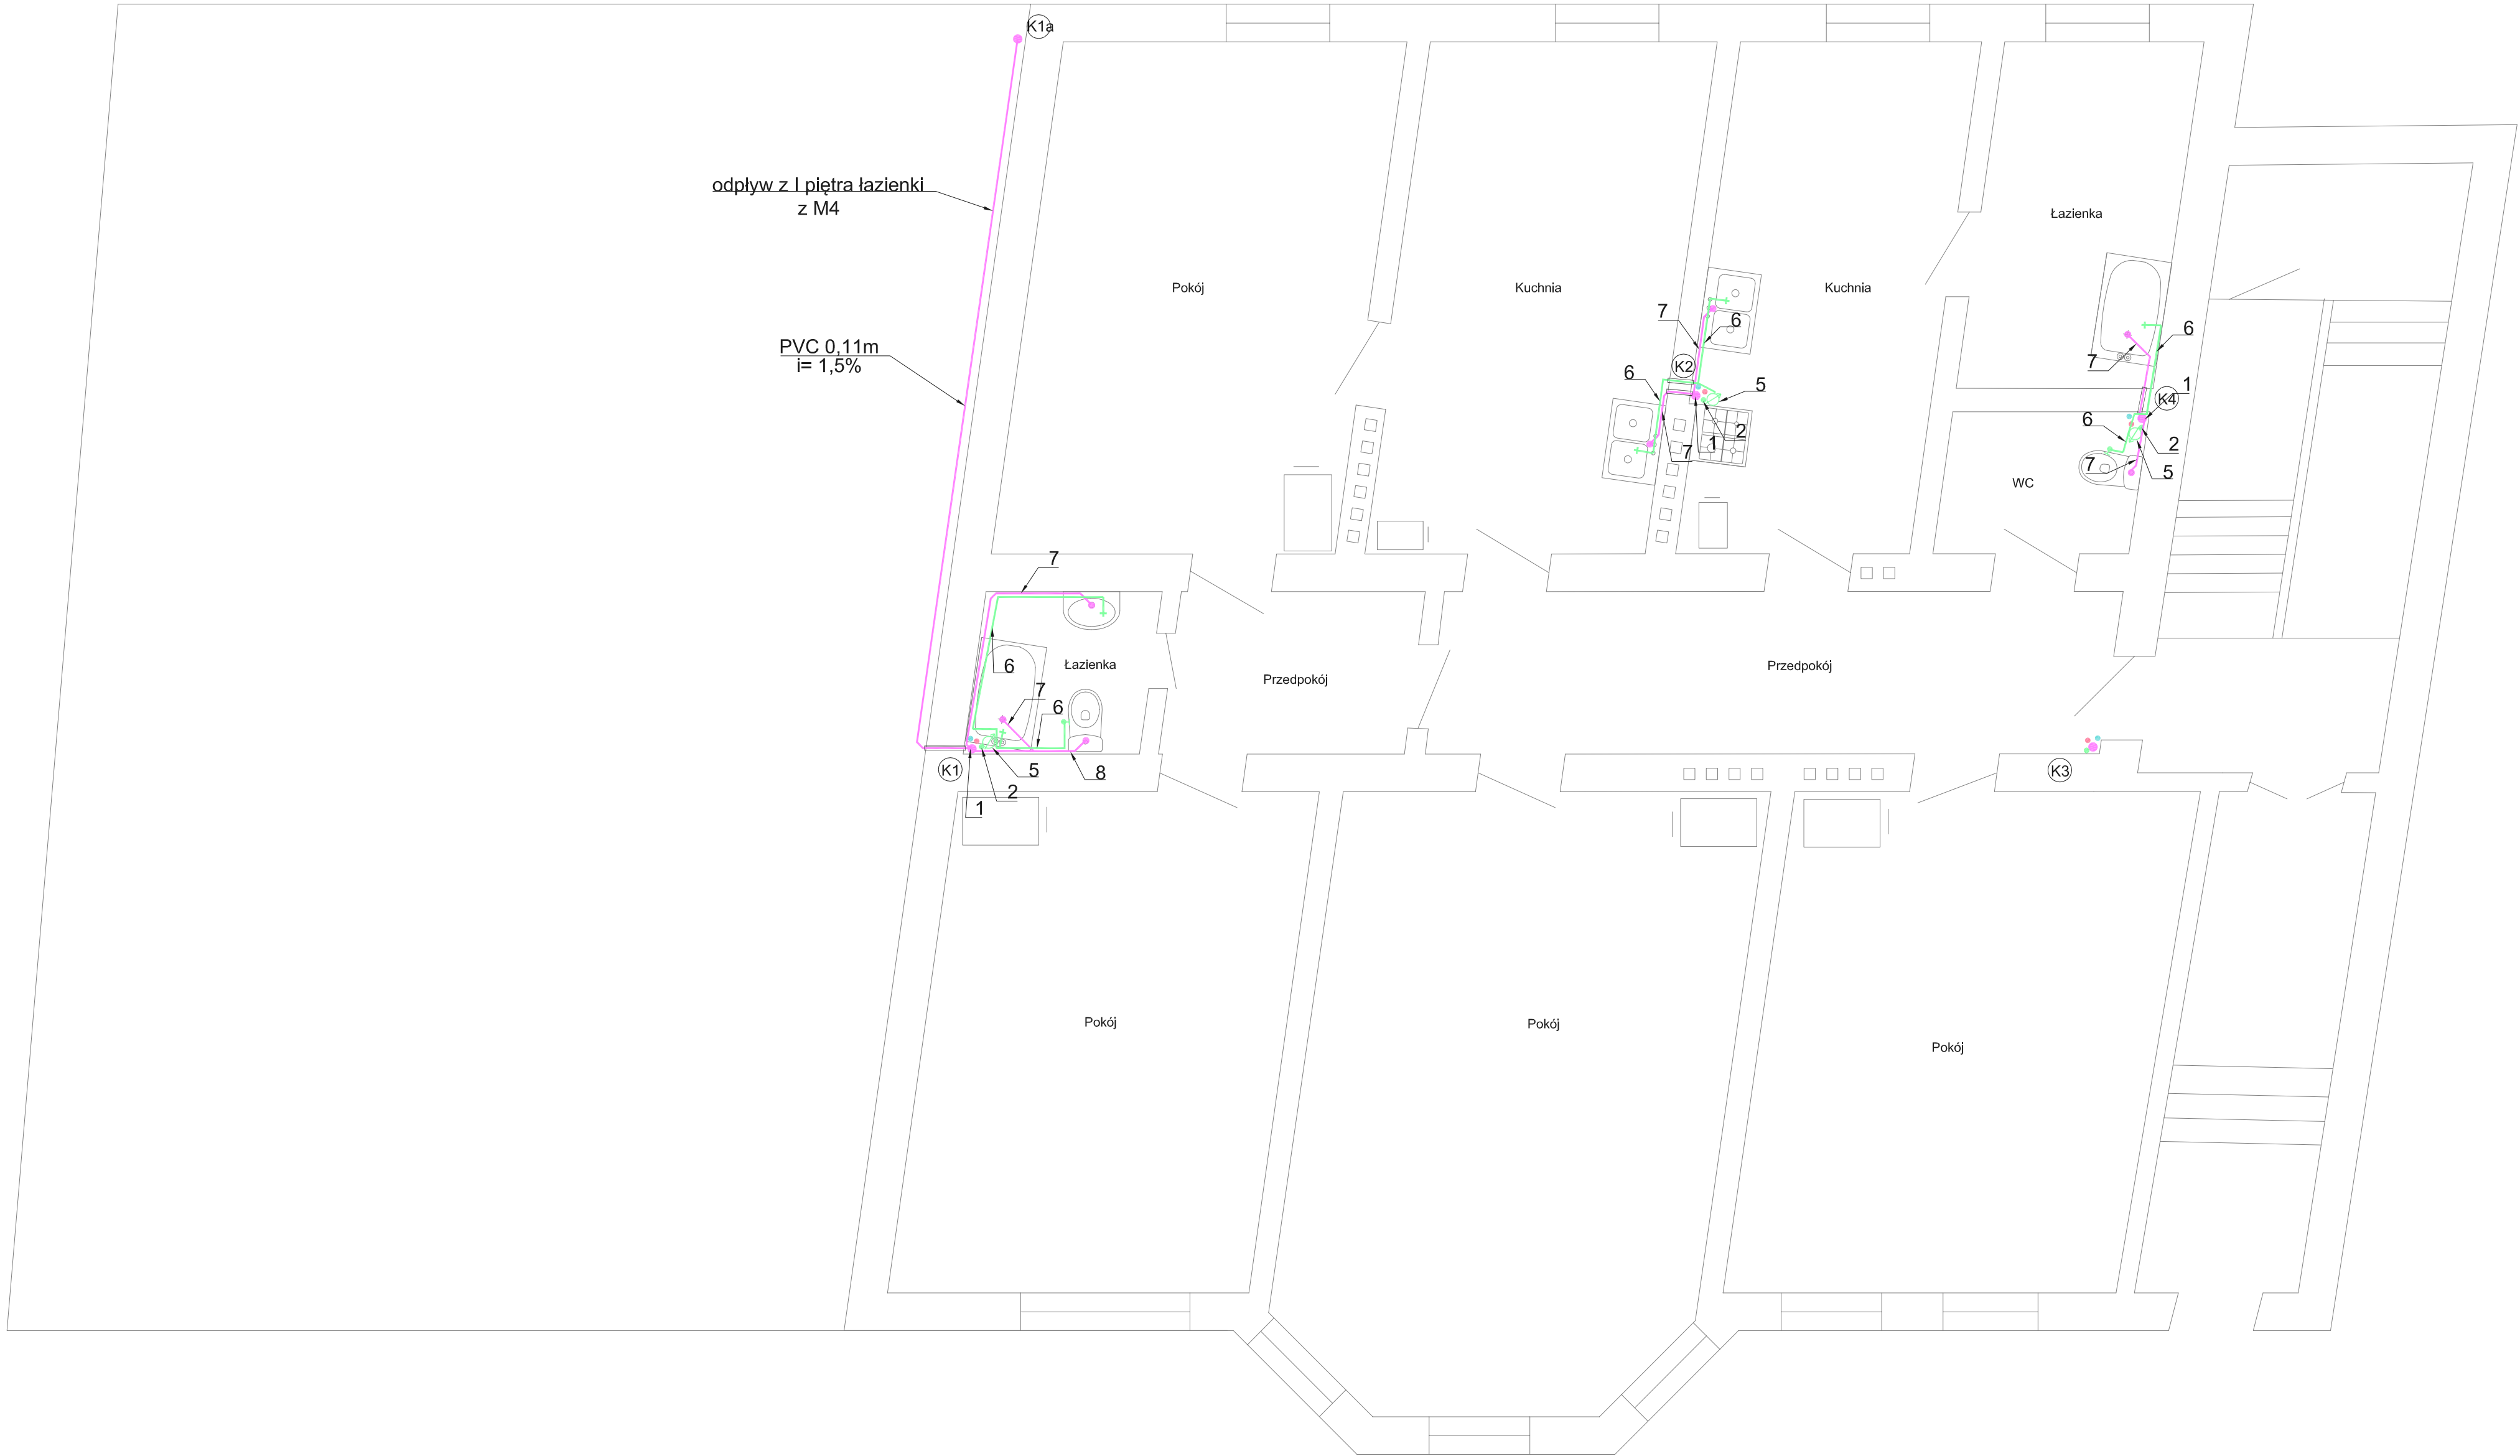 K1a
odpływ z I piętra łazienki
z M4
Łazienka
Pokój
Kuchnia
Kuchnia
7
6
6
PVC 0,11m
i= 1,5%
K2
7
6
5
1
K4
6
2
1
2
7
7
5
WC
7
6
Łazienka
Przedpokój
Przedpokój
7
6
K1
5
8
K3
2
1
Pokój
Pokój
Pokój